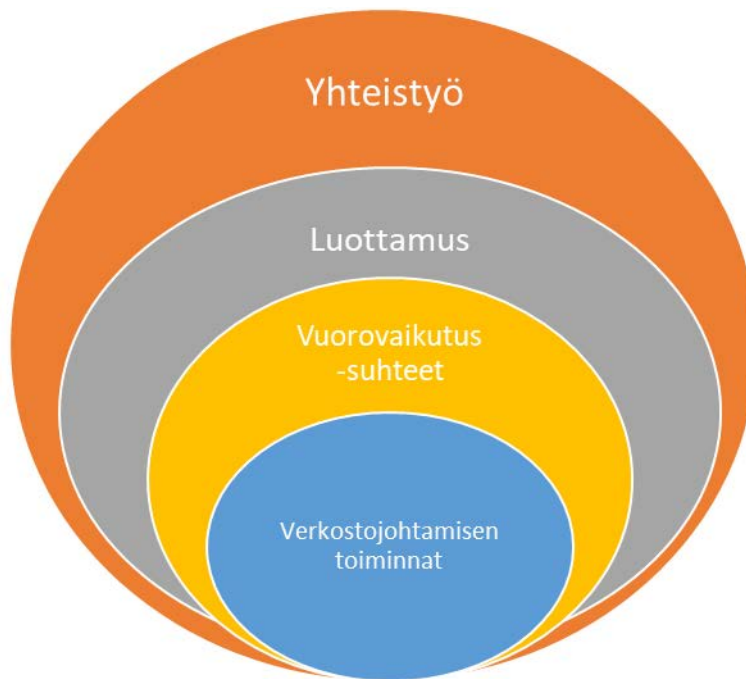 Yhteistyö
Luottamus
Vuorovaikutus
-suhteet
Verkostojohtamisen
toiminnat